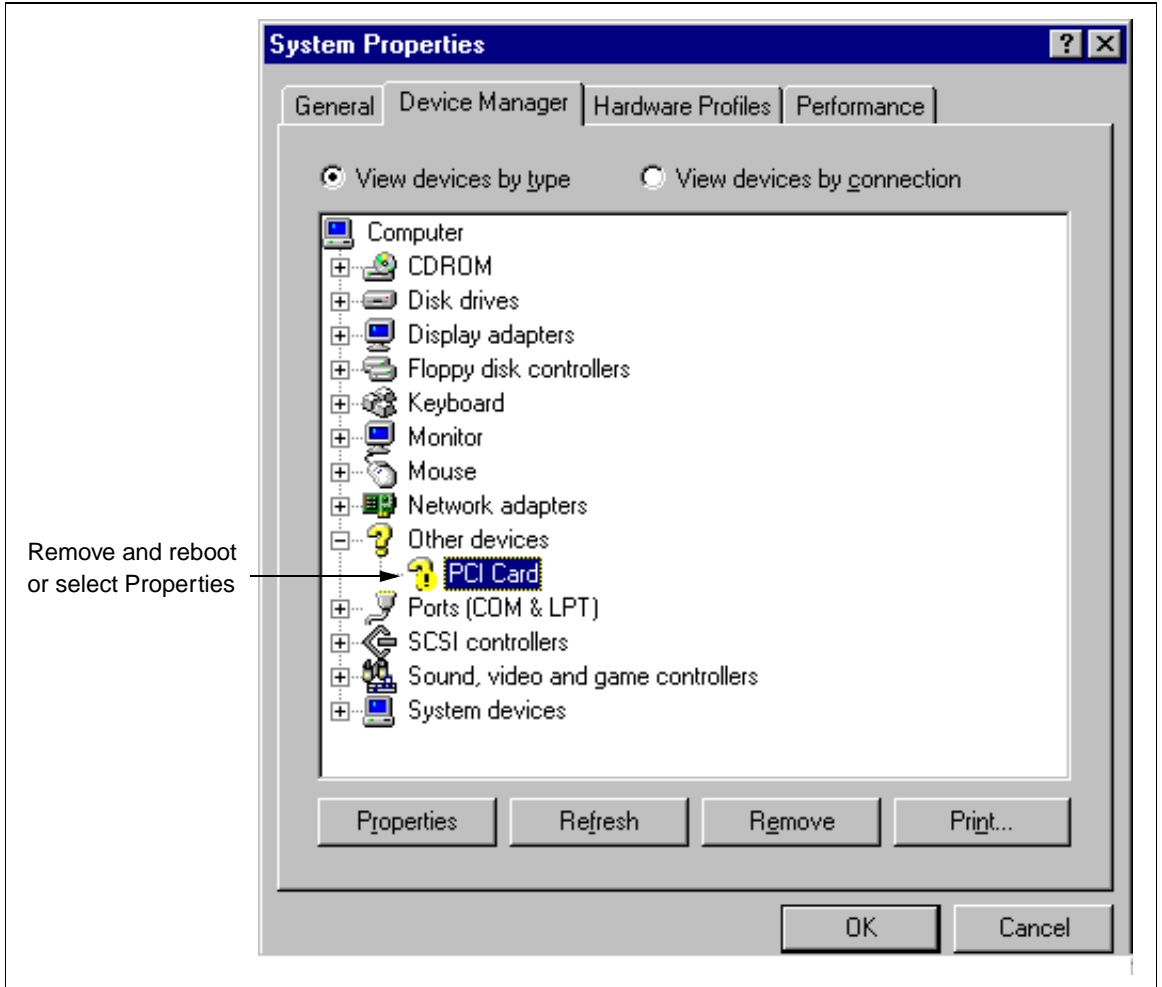 System Properties
General Device Manager Hardware Profiles Performance
View devices by type View devices by connection
Computer
CDROM
Disk drives
Display adapters
Floppy disk controllers
Keyboard
Monitor
Mouse
Network adapters
Other devices
PCI Card
Ports (COM & LPT)
SCSI controllers
Sound, video and game controllers
System devices
Remove and reboot
or select Properties
Properties Refresh Remove Print...
OK Cancel